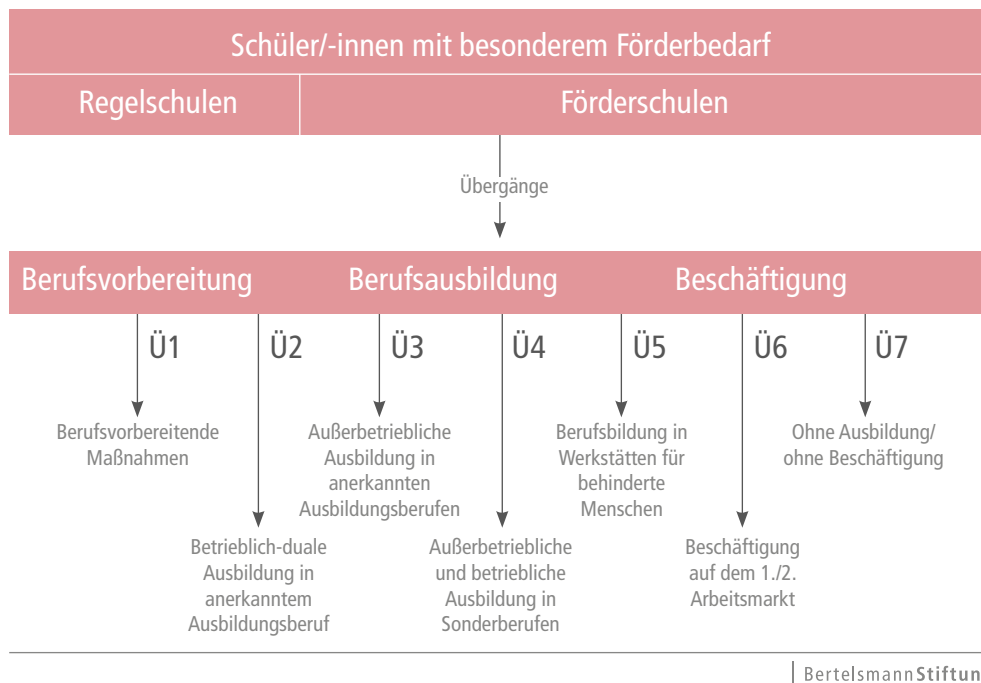 Schüler/-innen mit besonderem Förderbedarf
Regelschulen
Förderschulen
Übergänge
Berufsvorbereitung
Berufsausbildung
Beschäftigung
Ü1
Ü2
Ü3
Ü4
Ü5
Ü6
Ü7
Berufsvorbereitende
Maßnahmen
Außerbetriebliche
Ausbildung in
anerkannten
Ausbildungsberufen
Berufsbildung in
Werkstätten für
behinderte
Menschen
Ohne Ausbildung/
ohne Beschäftigung
Betrieblich-duale
Ausbildung in
anerkanntem
Ausbildungsberuf
Außerbetriebliche
und betriebliche
Ausbildung in
Sonderberufen
Beschäftigung
auf dem 1./2.
Arbeitsmarkt
BertelsmannStiftun